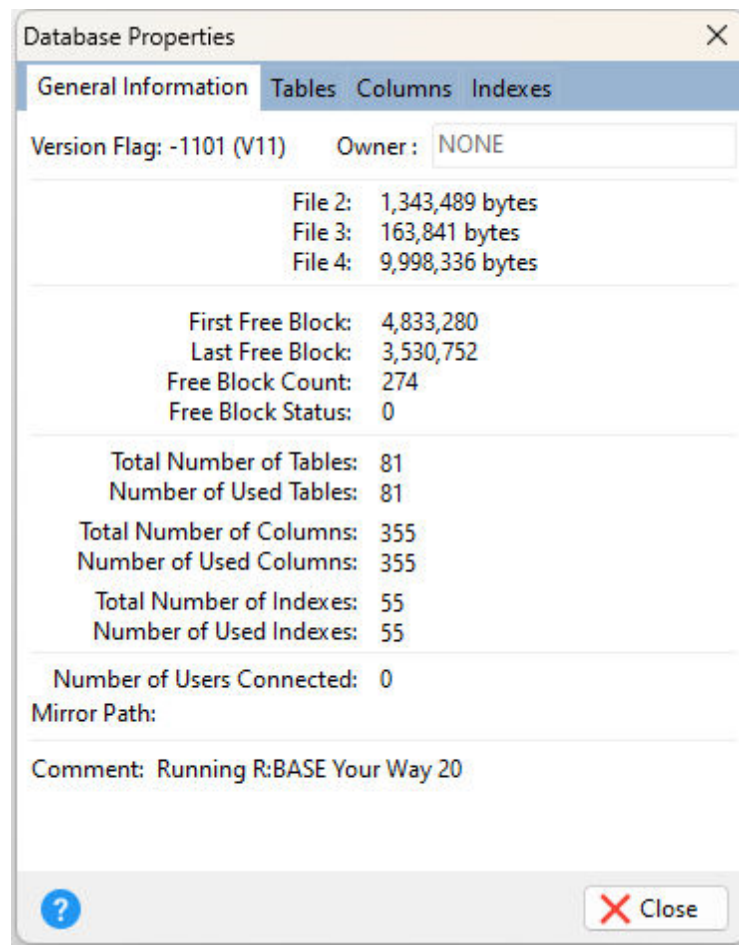 Database Properties
General Information Tables Columns Indexes
Version Flag: -1101 (V11) Owner : NONE
File 2: 1,343,489 bytes
File 3: 163,841 bytes
File 4: 9,998,336 bytes
First Free Block: 4,833,280
Last Free Block: 3,530,752
Free Block Count: 274
Free Block Status: 0
Total Number of Tables: 81
Number of Used Tables: 81
Total Number of Columns: 355
Number of Used Columns: 355
Total Number of Indexes: 55
Number of Used Indexes: 55
Number of Users Connected: 0
Mirror Path:
Comment: Running R:BASE Your Way 20
? Close